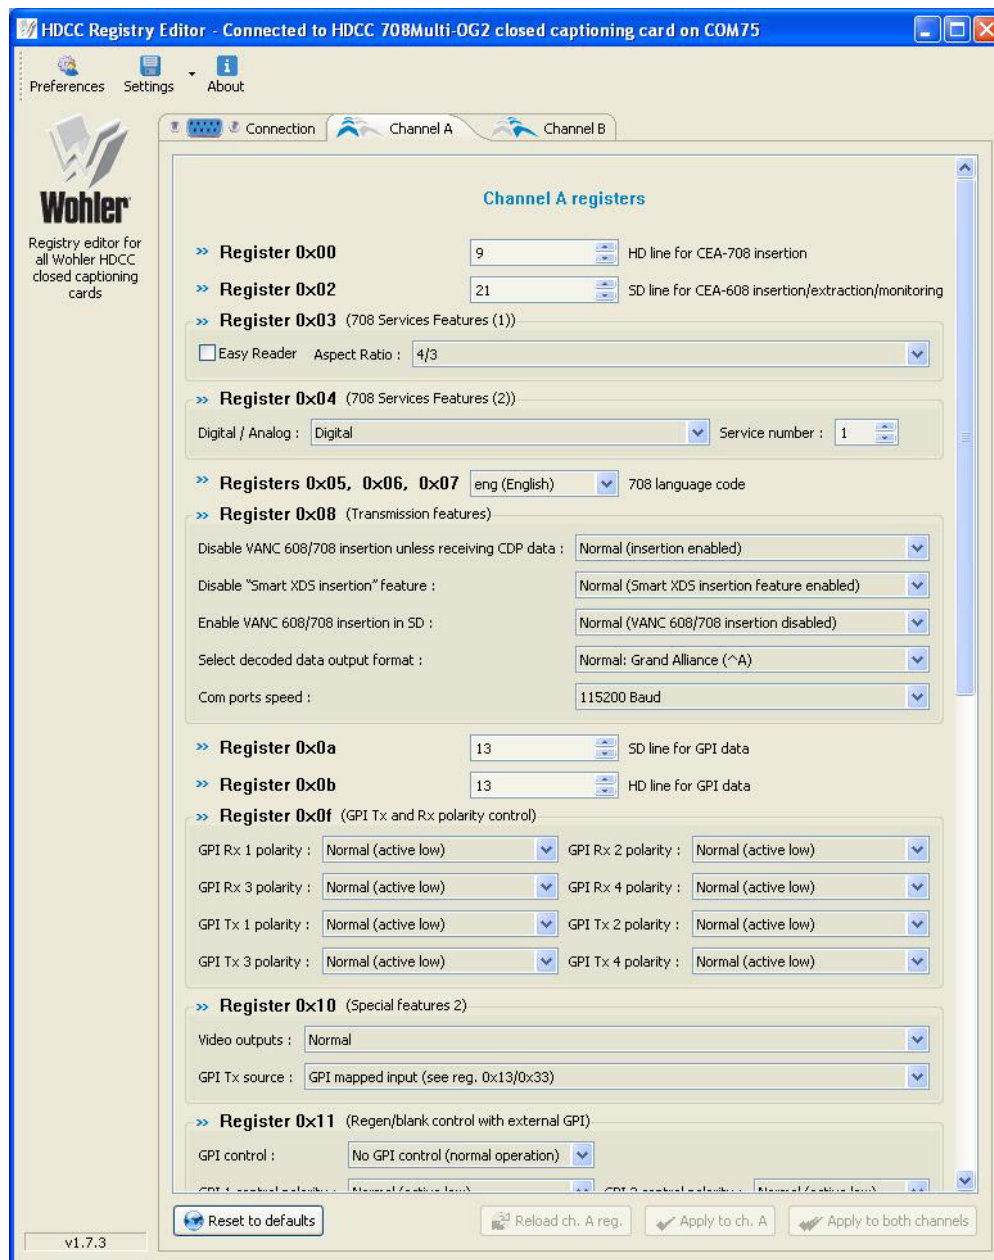 HDCC Registry Editor - Connected to HDCC 708Multi-OG2 closed captioning card on COM75
Preferences Settings About
Connection Channel A Channel B
Wohler
Registry editor for
all Wohler HDCC
closed captioning
cards
Channel A registers
Register 0x00 9 HD line for CEA-708 insertion
Register 0x02 21 SD line for CEA-608 insertion/extraction/monitoring
Register 0x03 (708 Services Features (1))
Easy Reader Aspect Ratio : 4/3
Register 0x04 (708 Services Features (2))
Digital / Analog : Digital Service number : 1
Registers 0x05, 0x06, 0x07 eng (English) 708 language code
Register 0x08 (Transmission features)
Disable VANC 608/708 insertion unless receiving CDP data : Normal (insertion enabled)
Disable "Smart XDS insertion" feature : Normal (Smart XDS insertion feature enabled)
Enable VANC 608/708 insertion in SD : Normal (VANC 608/708 insertion disabled)
Select decoded data output format : Normal: Grand Alliance (^A)
Com ports speed : 115200 Baud
Register 0x0a 13 SD line for GPI data
Register 0x0b 13 HD line for GPI data
Register 0x0f (GPI Tx and Rx polarity control)
GPI Rx 1 polarity : Normal (active low) GPI Rx 2 polarity : Normal (active low)
GPI Rx 3 polarity : Normal (active low) GPI Rx 4 polarity : Normal (active low)
GPI Tx 1 polarity : Normal (active low) GPI Tx 2 polarity : Normal (active low)
GPI Tx 3 polarity : Normal (active low) GPI Tx 4 polarity : Normal (active low)
Register 0x10 (Special features 2)
Video outputs : Normal
GPI Tx source : GPI mapped input (see reg. 0x13/0x33)
Register 0x11 (Regen/blank control with external GPI)
GPI control : No GPI control (normal operation)
GPI 1 control polarity : Normal (active low) GPI 2 control polarity : Normal (active low)
Reset to defaults Reload ch. A reg. Apply to ch. A Apply to both channels
v1.7.3